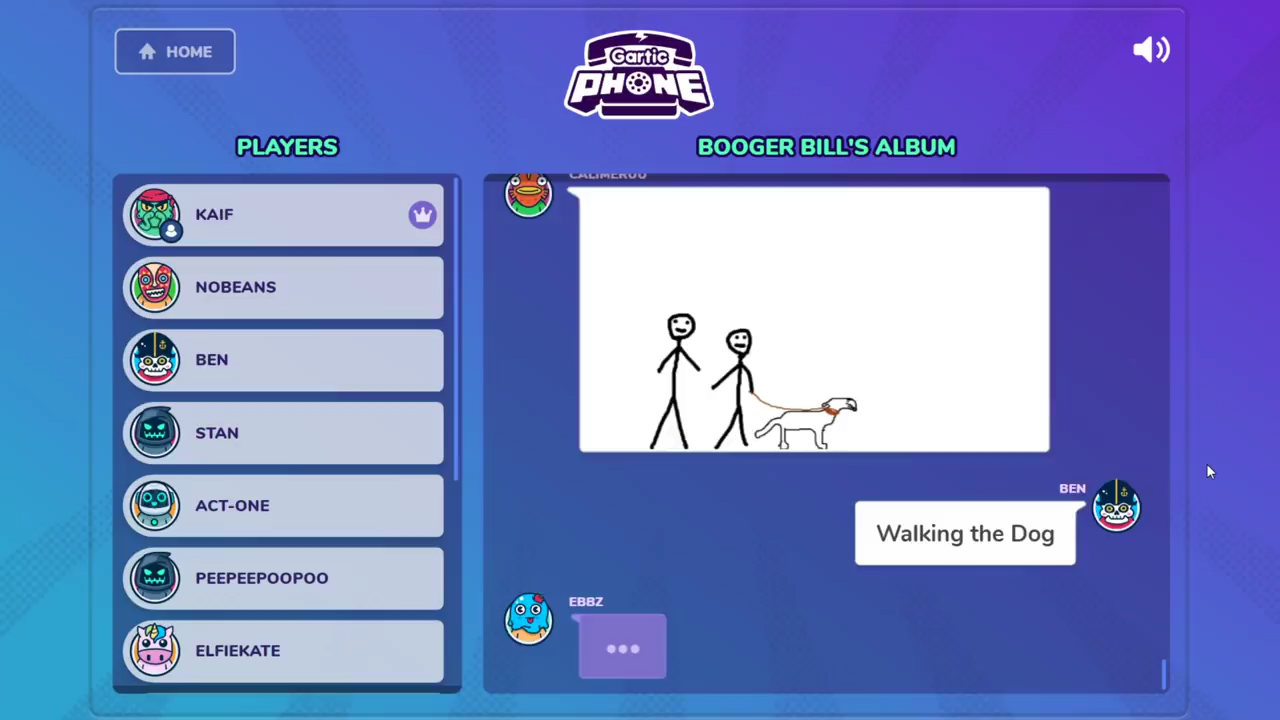 HOME
Gartic
PHONE
PLAYERS
BOOGER BILL'S ALBUM
KAIF
NOBEANS
BEN
STAN
ACT-ONE
PEEPEEPOOPOO
ELFIEKATE
BEN
Walking the Dog
EBBZ